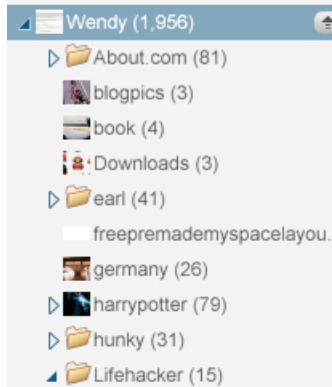 Wendy (1,956)
About.com (81)
blogpics (3)
book (4)
Downloads (3)
earl (41)
freepremademyspacelayou.
germany (26)
harrypotter (79)
hunky (31)
Lifehacker (15)